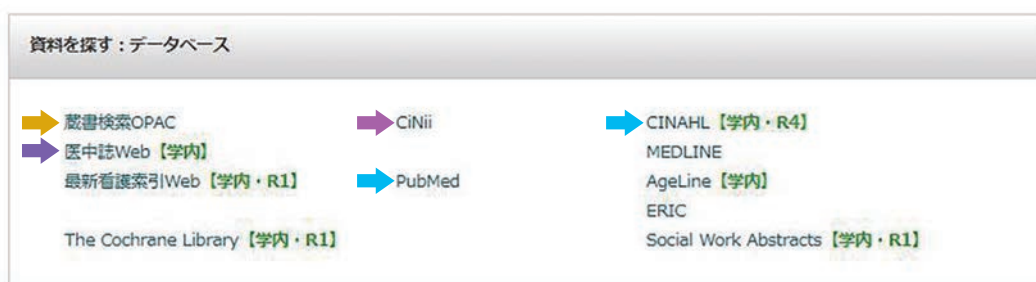 資料を探す：データベース
蔵書検索OPAC
医中誌Web【学内】
最新看護索引Web【学内・R1】
The Cochrane Library【学内・R1】
CiNii
PubMed
CINAHL【学内・R4】
MEDLINE
AgeLine【学内】
ERIC
Social Work Abstracts【学内・R1】